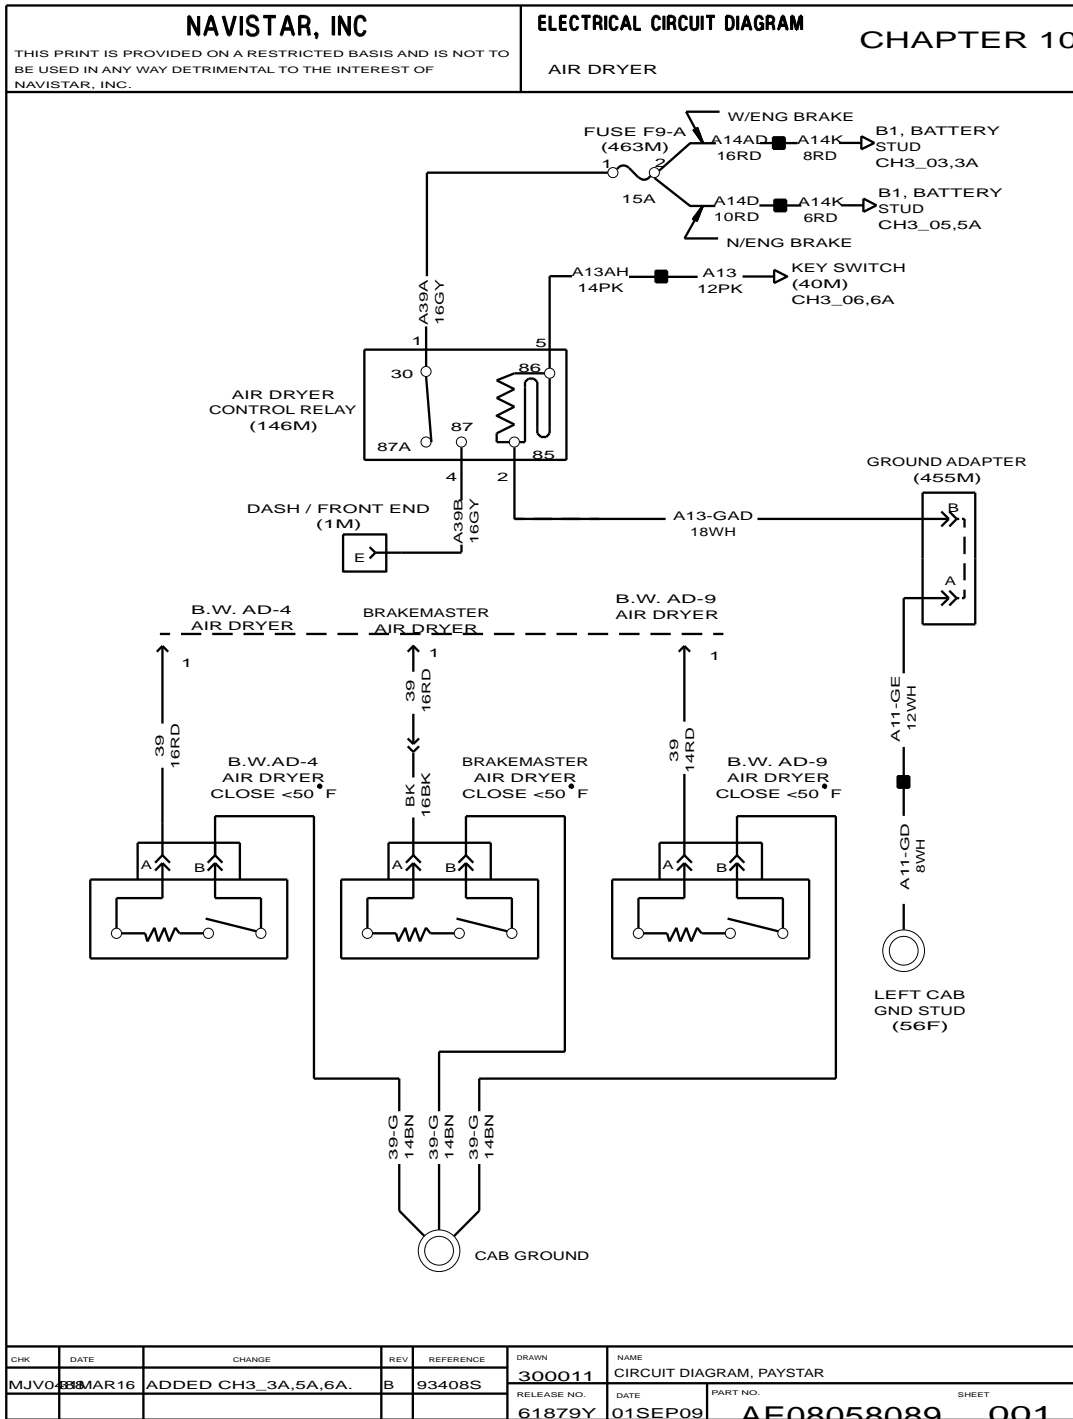 NAVISTAR, INC
THIS PRINT IS PROVIDED ON A RESTRICTED BASIS AND IS NOT TO
BE USED IN ANY WAY DETRIMENTAL TO THE INTEREST OF
NAVISTAR, INC.
ELECTRICAL CIRCUIT DIAGRAM
AIR DRYER
CHAPTER 10
W/ENG BRAKE
FUSE F9-A
(463M)
1
2
15A
A14AD
16RD
A14K
8RD
B1, BATTERY
STUD
CH3_03,3A
A14D
10RD
A14K
6RD
B1, BATTERY
STUD
CH3_05,5A
N/ENG BRAKE
A13AH
14PK
A13
12PK
KEY SWITCH
(40M)
CH3_06,6A
A39A
16GY
1
5
30
86
AIR DRYER
CONTROL RELAY
(146M)
87A
87
85
4
2
GROUND ADAPTER
(455M)
B
A
DASH / FRONT END
(1M)
E
A39B
16GY
A13-GAD
18WH
B.W. AD-4
AIR DRYER
BRAKEMASTER
AIR DRYER
B.W. AD-9
AIR DRYER
1
1
1
39
16RD
39
16RD
39
14RD
A11-GE
12WH
BK
16BK
B.W.AD-4
AIR DRYER
CLOSE <50°F
BRAKEMASTER
AIR DRYER
CLOSE <50°F
B.W. AD-9
AIR DRYER
CLOSE <50°F
A
B
A
B
A
B
A11-GD
8WH
LEFT CAB
GND STUD
(56F)
39-G
14BN
39-G
14BN
39-G
14BN
CAB GROUND
CHK
DATE
CHANGE
REV
REFERENCE
MAR16
ADDED CH3_3A,5A,6A.
B
93408S
DRAWN
300011
NAME
CIRCUIT DIAGRAM, PAYSTAR
RELEASE NO.
61879Y
DATE
01SEP09
PART NO.
AE08058089
SHEET
001